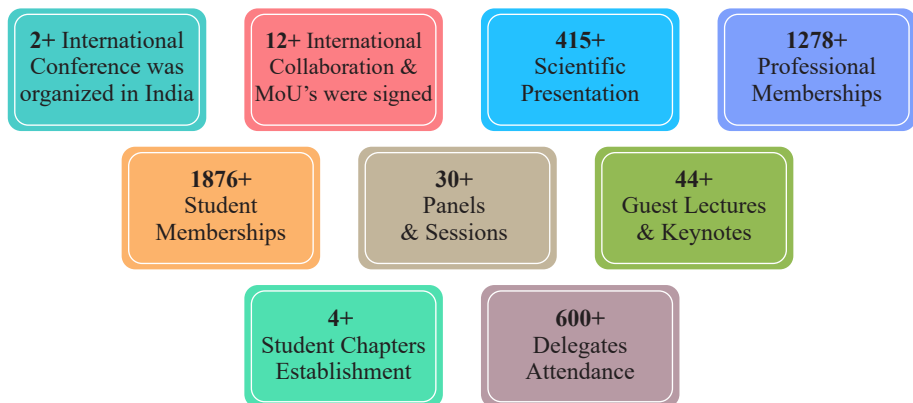 2+ International
Conference was
organized in India
12+ International
Collaboration &
MoU's were signed
415+
Scientific
Presentation
1278+
Professional
Memberships
1876+
Student
Memberships
30+
Panels
& Sessions
44+
Guest Lectures
& Keynotes
4+
Student Chapters
Establishment
600+
Delegates
Attendance